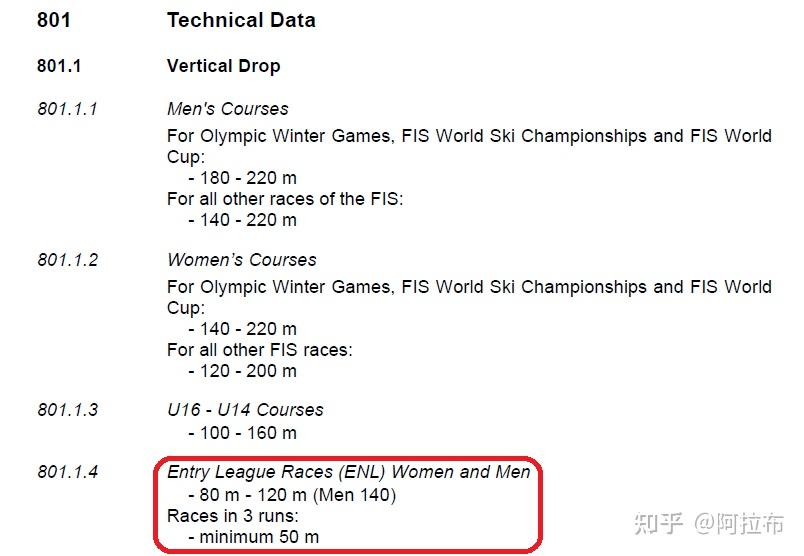 801 Technical Data
801.1 Vertical Drop
801.1.1 Men's Courses
For Olympic Winter Games, FIS World Ski Championships and FIS World
Cup:
- 180 - 220 m
For all other races of the FIS:
- 140 - 220 m
801.1.2 Women’s Courses
For Olympic Winter Games, FIS World Ski Championships and FIS World
Cup:
- 140 - 220 m
For all other FIS races:
- 120 - 200 m
801.1.3 U16 - U14 Courses
- 100 - 160 m
801.1.4 Entry League Races (ENL) Women and Men
- 80 m - 120 m (Men 140)
Races in 3 runs:
- minimum 50 m
知乎 @阿拉布